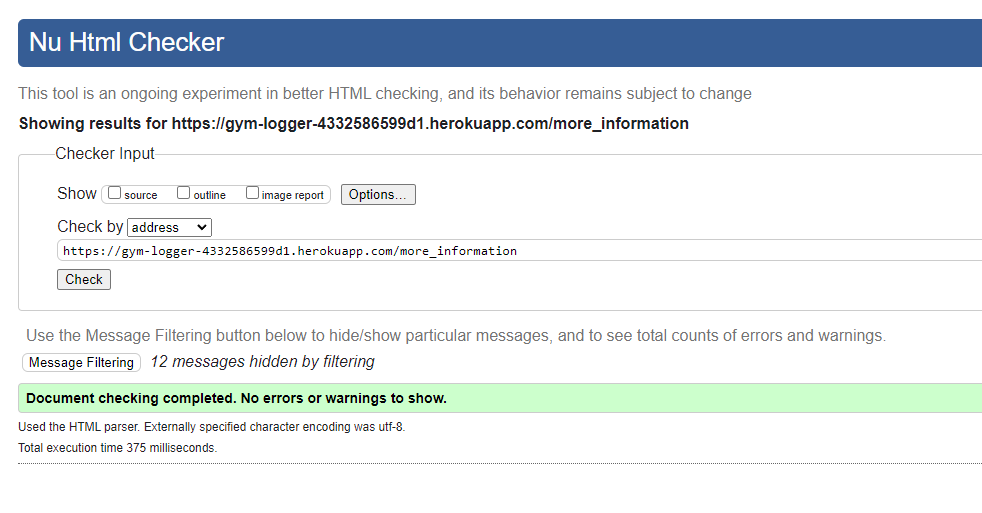 Nu Html Checker
This tool is an ongoing experiment in better HTML checking, and its behavior remains subject to change
Showing results for https://gym-logger-4332586599d1.herokuapp.com/more_information
Checker Input
Show source outline image report Options...
Check by address
https://gym-logger-4332586599d1.herokuapp.com/more_information
Check
Use the Message Filtering button below to hide/show particular messages, and to see total counts of errors and warnings.
Message Filtering 12 messages hidden by filtering
Document checking completed. No errors or warnings to show.
Used the HTML parser. Externally specified character encoding was utf-8.
Total execution time 375 milliseconds.